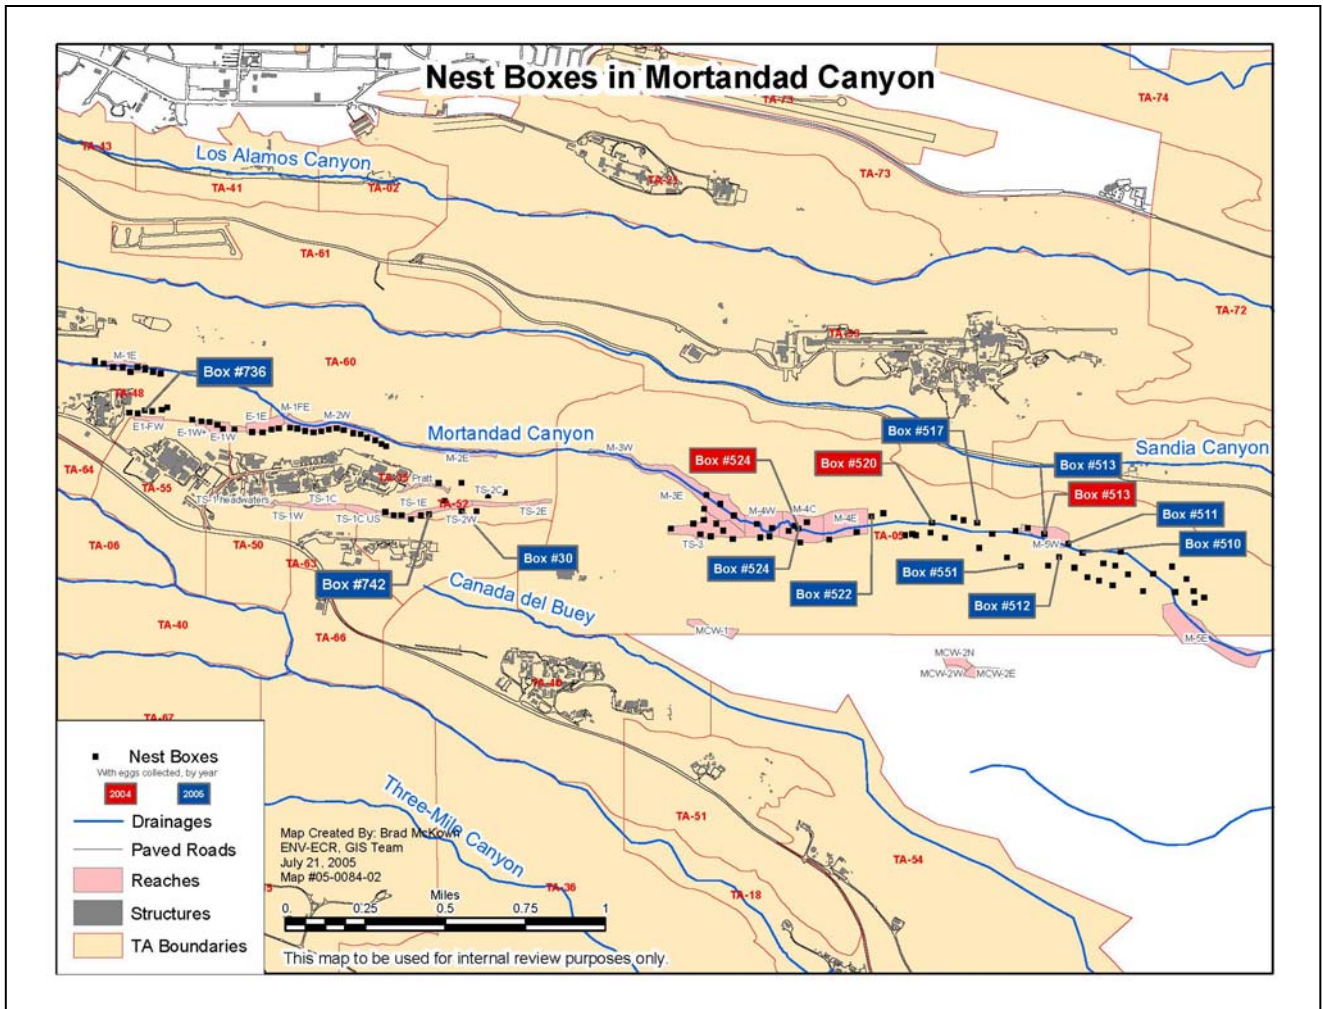 Nest Boxes in Mortandad Canyon
TA-73
TA-74
TA-43
Los Alamos Canyon
TA-41
TA-02
TA-21
TA-73
TA-61
TA-72
TA-53
M-1E
TA-60
Box #736
TA-48
E1-FW
E-1W+
E-1W
E-1E
M-1FE
M-2W
Mortandad Canyon
M-2E
M-3W
Box #517
Sandia Canyon
Box #524
Box #520
Box #513
Box #513
TA-64
TA-55
TA-35
Pratt
TS-2C
TA-52
TS-1 headwaters
TS-1C
TS-1E
TS-1W
TS-1C US
TS-2W
TS-2E
M-3E
M-4W
M-4C
M-4E
TS-3
TA-05
M-5W
Box #511
Box #510
TA-06
TA-50
TA-63
Box #742
Box #30
Box #524
Box #522
Box #551
Box #512
Canada del Buey
TA-40
TA-66
MCW-1
M-5E
MCW-2N
MCW-2W
MCW-2E
TA-46
TA-67
Nest Boxes
With eggs collected, by year
2004
2005
Drainages
Paved Roads
Reaches
Structures
TA Boundaries
Three-Mile Canyon
Map Created By: Brad McKown
ENV-ECR, GIS Team
July 21, 2005
Map #05-0084-02
Miles
0 0.25 0.5 0.75 1
This map to be used for internal review purposes only.
TA-51
TA-54
TA-36
TA-18